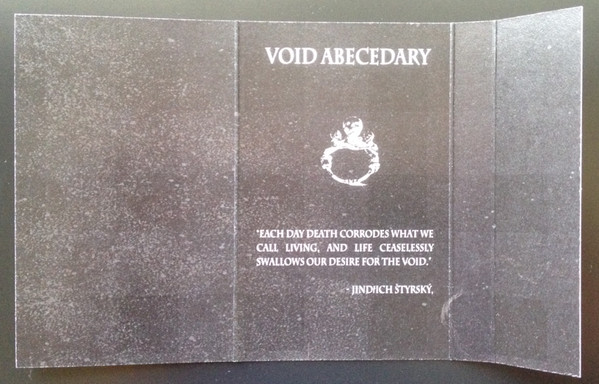 VOID ABECEDARY
"EACH DAY DEATH CORRODES WHAT WE
CALL LIVING, AND LIFE CEASELESSLY
SWALLOWS OUR DESIRE FOR THE VOID."
- JINDřICH ŠTYRSKÝ,